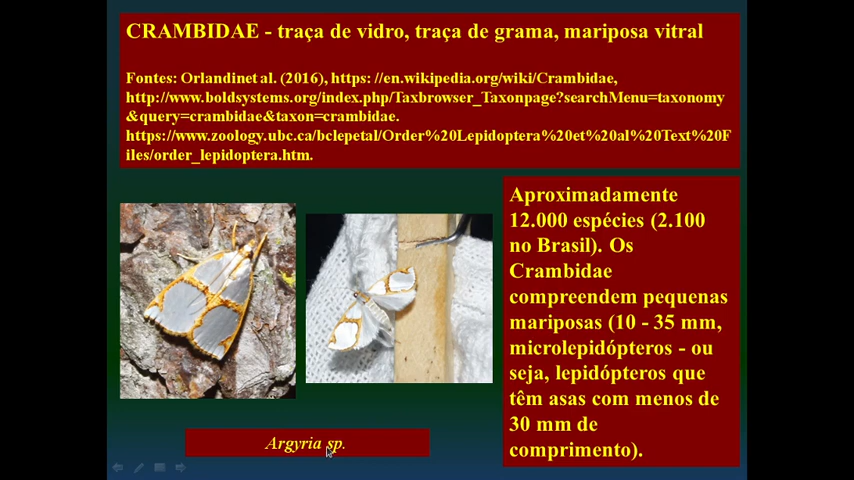 CRAMBIDAE - traça de vidro, traça de grama, mariposa vitral
Fontes: Orlandinet al. (2016), https: //en.wikipedia.org/wiki/Crambidae,
http://www.boldsystems.org/index.php/Taxbrowser_Taxonpage?searchMenu=taxonomy
&query=crambidae&taxon=crambidae.
https://www.zoology.ubc.ca/bclepetal/Order%20Lepidoptera%20et%20al%20Text%20F
iles/order_lepidoptera.htm.
Aproximadamente
12.000 espécies (2.100
no Brasil). Os
Crambidae
compreendem pequenas
mariposas (10 - 35 mm,
microlepidópteros - ou
seja, lepidópteros que
têm asas com menos de
30 mm de
comprimento).
Argyria sp.